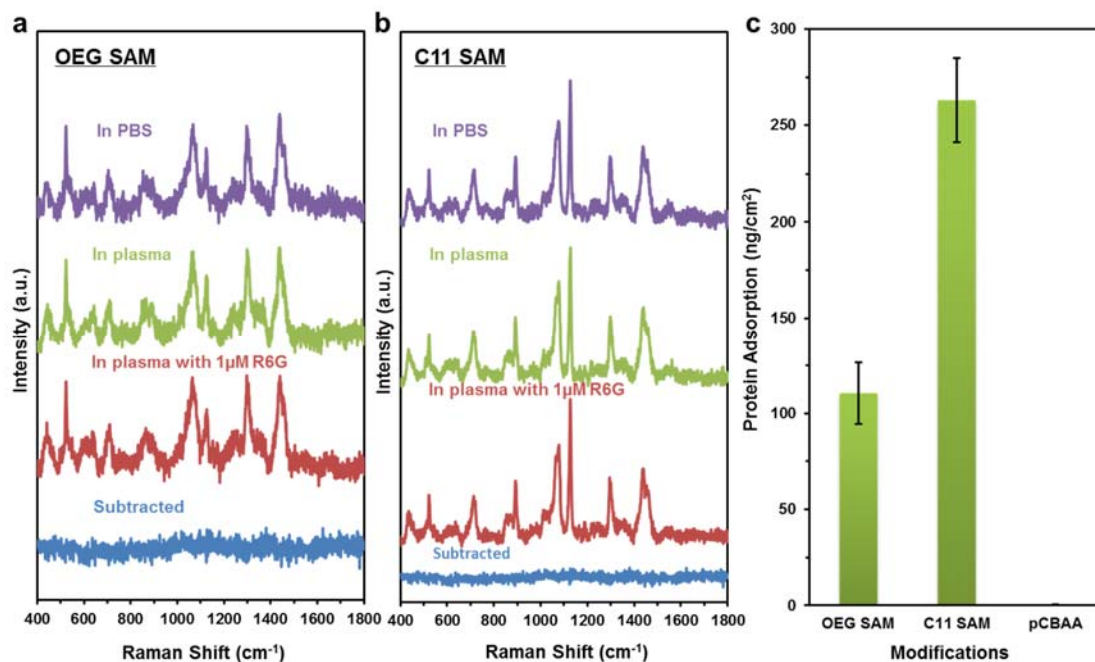 a
OEG SAM
In PBS
In plasma
In plasma with 1µM R6G
Subtracted
Intensity (a.u.)
400 600 800 1000 1200 1400 1600 1800
Raman Shift (cm-1)
b
C11 SAM
In PBS
In plasma
In plasma with 1µM R6G
Subtracted
Intensity (a.u.)
400 600 800 1000 1200 1400 1600 1800
Raman Shift (cm-1)
c
300
250
200
150
100
50
0
Protein Adsorption (ng/cm2)
OEG SAM C11 SAM pCBAA
Modifications